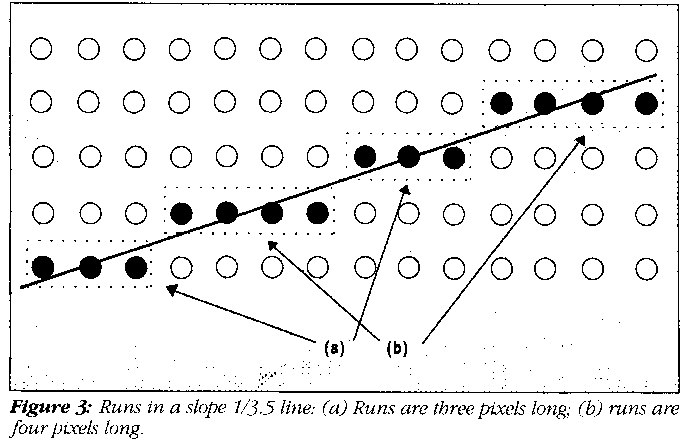 (a) (b)
Figure 3: Runs in a slope 1/3.5 line: (a) Runs are three pixels long; (b) runs are
four pixels long.